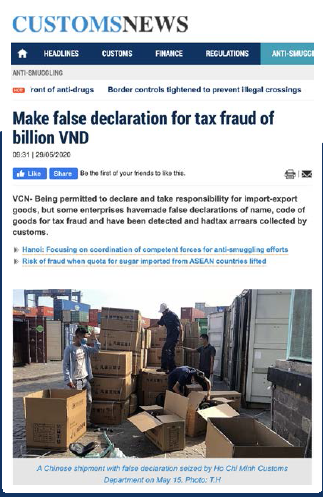 CUSTOMSNEWS
HEADLINES CUSTOMS FINANCE REGULATIONS ANTI-SMUGGL
ANTI-SMUGGLING
HOT ront of anti-drugs Border controls tightened to prevent illegal crossings
Make false declaration for tax fraud of
billion VND
09:31 | 29/05/2020
Like Share Be the first of your friends to like this.
VCN- Being permitted to declare and take responsibility for import-export
goods, but some enterprises havemade false declarations of name, code of
goods for tax fraud and have been detected and hadtax arrears collected by
customs.
Hanoi: Focusing on coordination of competent forces for anti-smuggling efforts
Risk of fraud when quota for sugar imported from ASEAN countries lifted
A Chinese shipment with false declaration seized by Ho Chi Minh Customs
Department on May 15. Photo: T.H